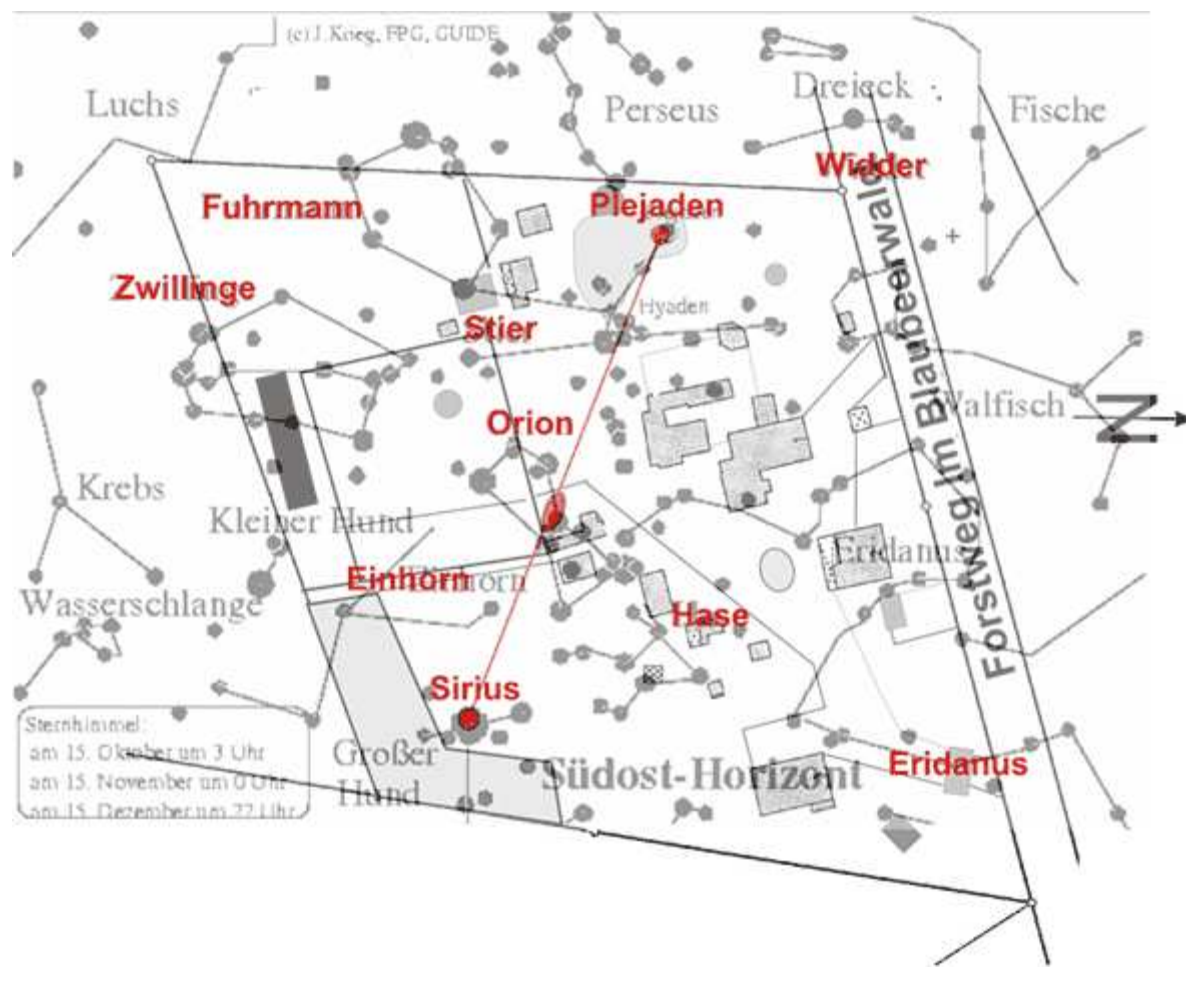 (c) J. Krieg, FPG, GUIDE
Luchs
Perseus
Dreieck
Fische
Widder
Fuhrmann
Plejaden
Zwillinge
Stier
Hyaden
Orion
Walfisch
N
Krebs
Kleiner Hund
Forstweg Im Blaubeerwald
Eridanus
Einhorn
Einhorn
Wasserschlange
Hase
Sirius
Sternhimmel:
am 15. Oktober um 3 Uhr
am 15. November um 0 Uhr
am 15. Dezember um 22 Uhr
Großer
Hund
Südost-Horizont
Eridanus